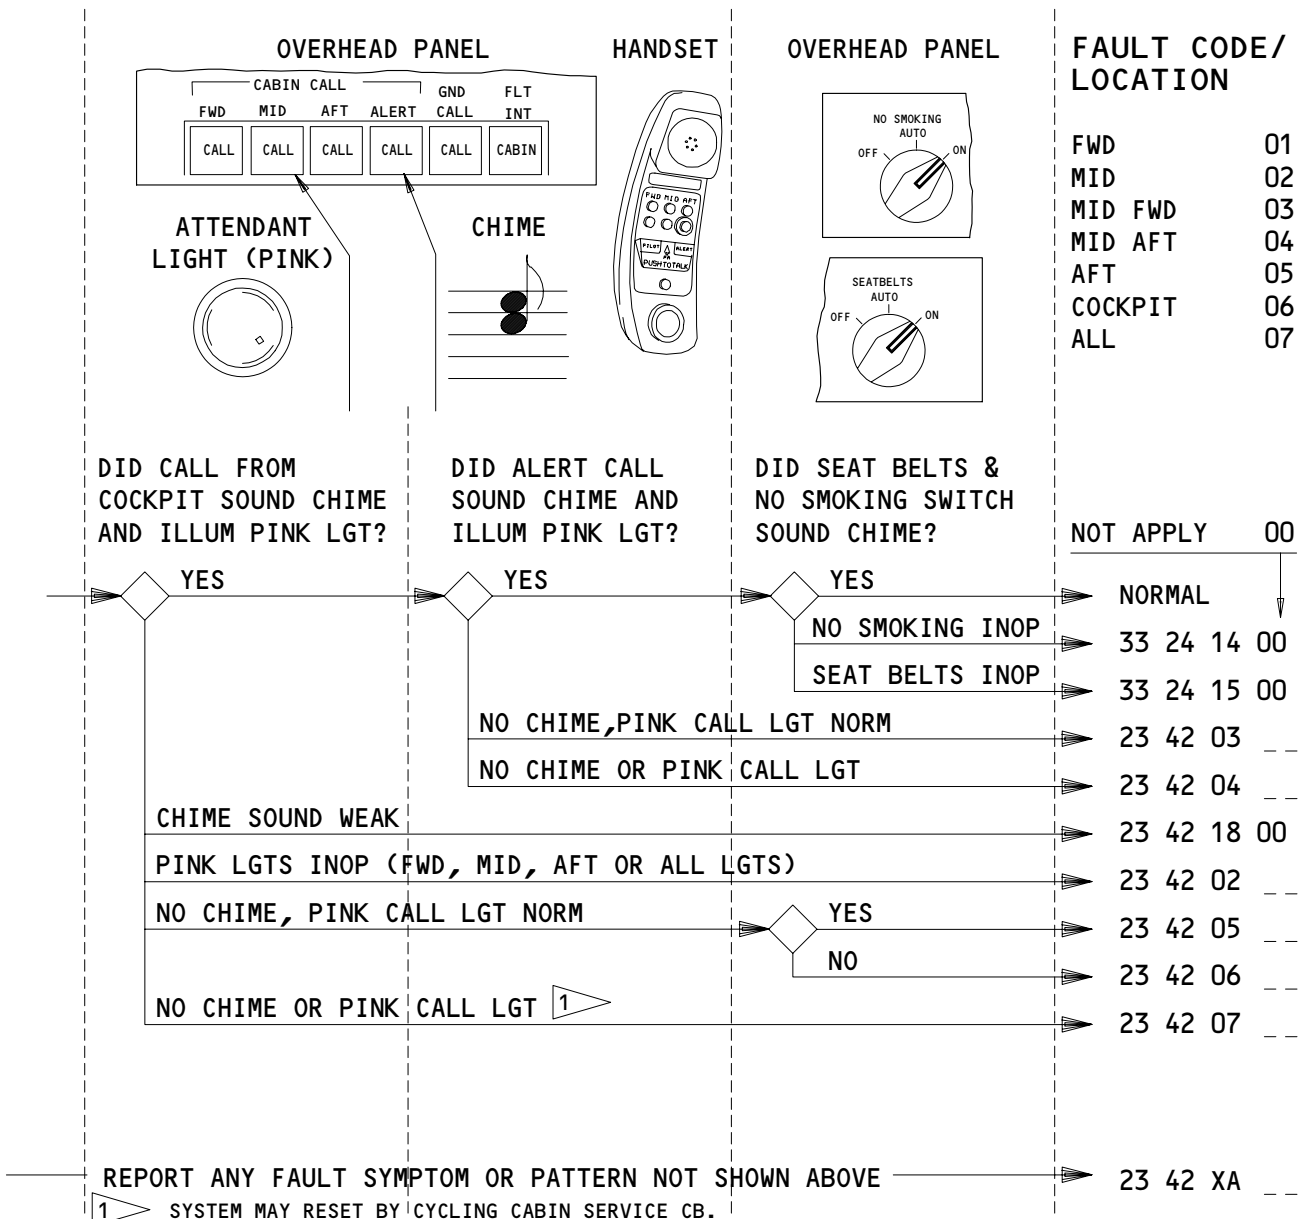 OVERHEAD PANEL
HANDSET
OVERHEAD PANEL
FAULT CODE/
LOCATION
CABIN CALL
GND
FLT
FWD MID AFT ALERT CALL INT
CALL CALL CALL CALL CALL CABIN
ATTENDANT
LIGHT (PINK)
CHIME
FWD MID AFT
PILOT ALERT
PA
PUSH TO TALK
NO SMOKING
AUTO
OFF ON
SEATBELTS
AUTO
OFF ON
FWD 01
MID 02
MID FWD 03
MID AFT 04
AFT 05
COCKPIT 06
ALL 07
DID CALL FROM
COCKPIT SOUND CHIME
AND ILLUM PINK LGT?
DID ALERT CALL
SOUND CHIME AND
ILLUM PINK LGT?
DID SEAT BELTS &
NO SMOKING SWITCH
SOUND CHIME?
NOT APPLY 00
YES YES YES NORMAL
NO SMOKING INOP 33 24 14 00
SEAT BELTS INOP 33 24 15 00
NO CHIME,PINK CALL LGT NORM 23 42 03 _ _
NO CHIME OR PINK CALL LGT 23 42 04 _ _
CHIME SOUND WEAK 23 42 18 00
PINK LGTS INOP (FWD, MID, AFT OR ALL LGTS) 23 42 02 _ _
NO CHIME, PINK CALL LGT NORM YES 23 42 05 _ _
NO 23 42 06 _ _
NO CHIME OR PINK CALL LGT 1 23 42 07 _ _
REPORT ANY FAULT SYMPTOM OR PATTERN NOT SHOWN ABOVE 23 42 XA _ _
1 SYSTEM MAY RESET BY CYCLING CABIN SERVICE CB.